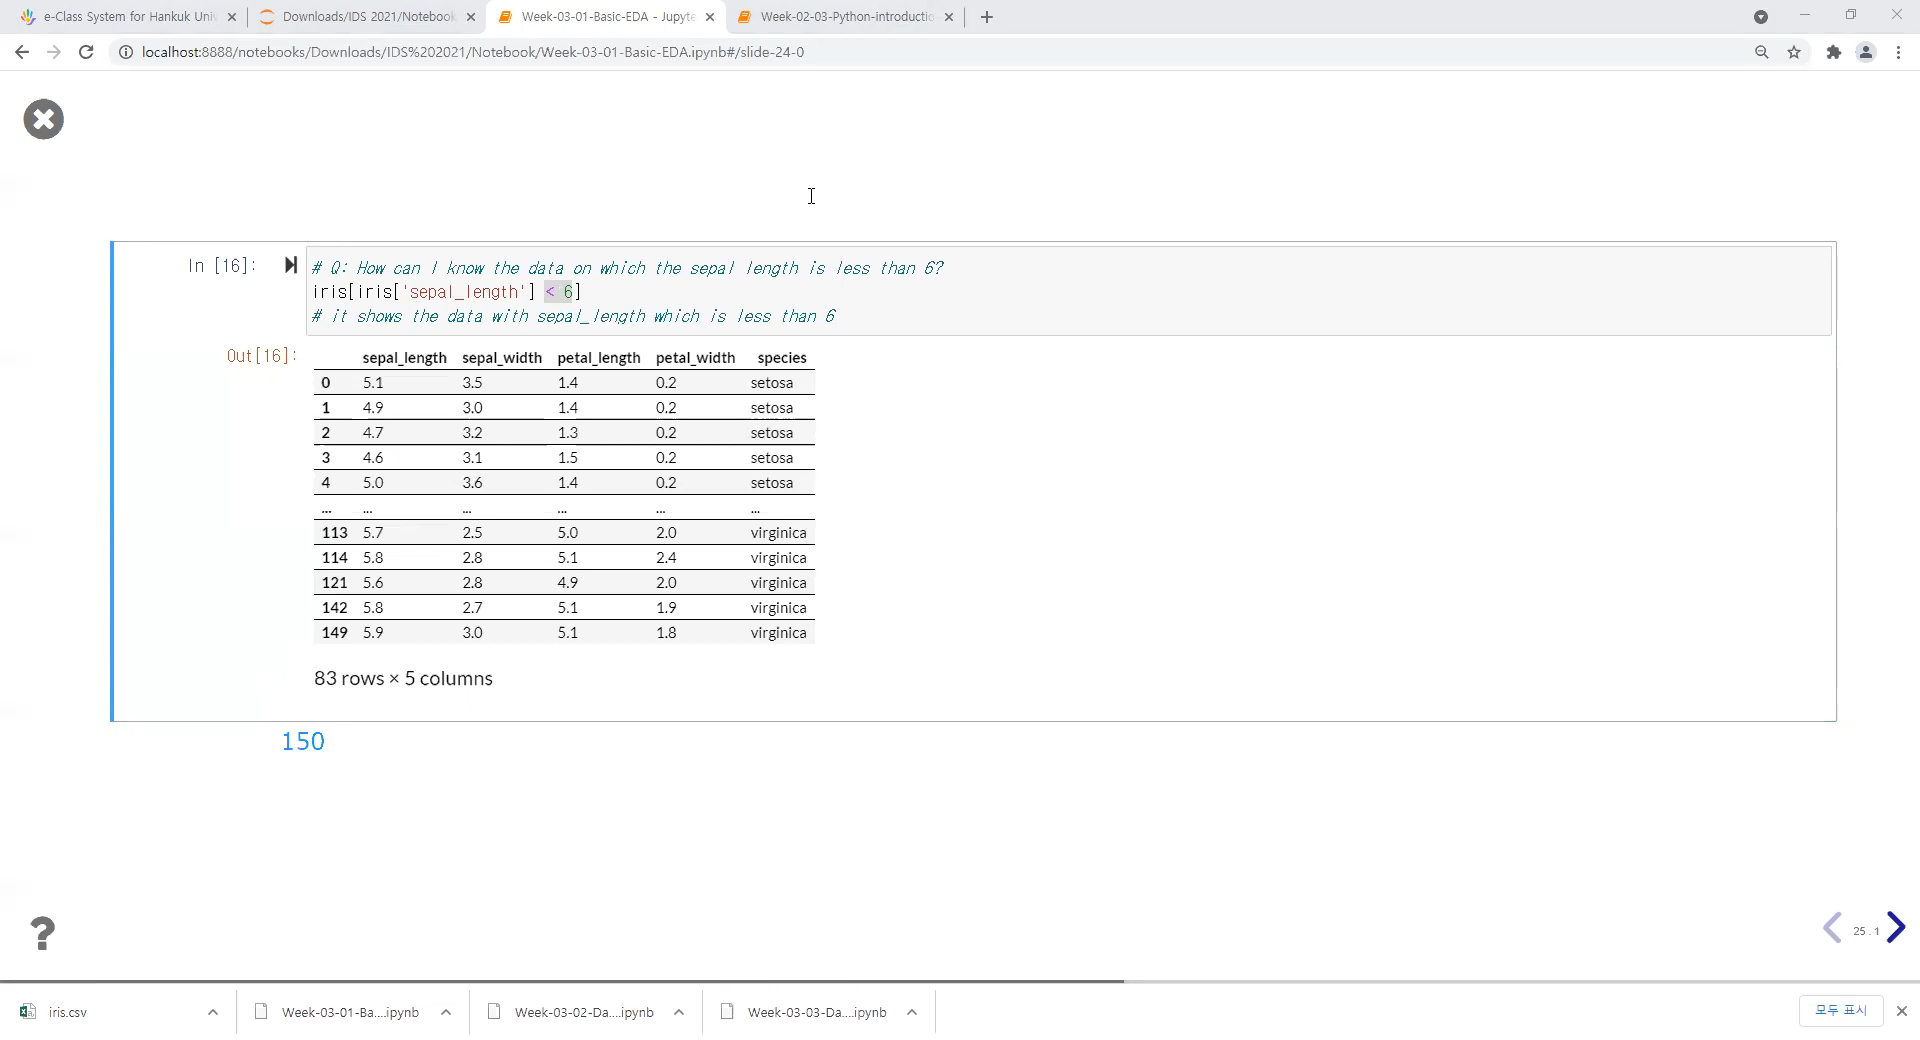 e-Class System for Hankuk Univ
Downloads/IDS 2021/Notebook
Week-03-01-Basic-EDA - Jupyte
Week-02-03-Python-introductio
localhost:8888/notebooks/Downloads/IDS%202021/Notebook/Week-03-01-Basic-EDA.ipynb#/slide-24-0
In [16]:
# Q: How can I know the data on which the sepal length is less than 6?
iris[iris['sepal_length'] < 6]
# it shows the data with sepal_length which is less than 6
Out[16]:
sepal_length sepal_width petal_length petal_width species
0 5.1 3.5 1.4 0.2 setosa
1 4.9 3.0 1.4 0.2 setosa
2 4.7 3.2 1.3 0.2 setosa
3 4.6 3.1 1.5 0.2 setosa
4 5.0 3.6 1.4 0.2 setosa
... ... ... ... ... ...
113 5.7 2.5 5.0 2.0 virginica
114 5.8 2.8 5.1 2.4 virginica
121 5.6 2.8 4.9 2.0 virginica
142 5.8 2.7 5.1 1.9 virginica
149 5.9 3.0 5.1 1.8 virginica
83 rows × 5 columns
150
?
25.1
iris.csv
Week-03-01-Ba....ipynb
Week-03-02-Da....ipynb
Week-03-03-Da....ipynb
모두 표시